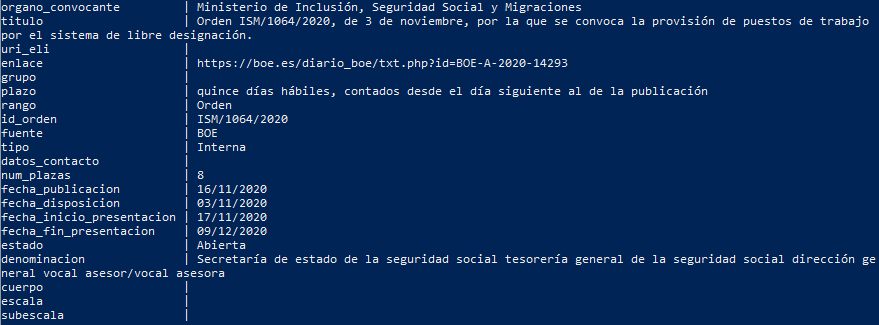 organo_convocante | Ministerio de Inclusión, Seguridad Social y Migraciones
titulo | Orden ISM/1064/2020, de 3 de noviembre, por la que se convoca la provisión de puestos de trabajo
por el sistema de libre designación.
uri_eli |
enlace | https://boe.es/diario_boe/txt.php?id=BOE-A-2020-14293
grupo |
plazo | quince días hábiles, contados desde el día siguiente al de la publicación
rango | Orden
id_orden | ISM/1064/2020
fuente | BOE
tipo | Interna
datos_contacto |
num_plazas | 8
fecha_publicacion | 16/11/2020
fecha_disposicion | 03/11/2020
fecha_inicio_presentacion | 17/11/2020
fecha_fin_presentacion | 09/12/2020
estado | Abierta
denominacion | Secretaría de estado de la seguridad social tesorería general de la seguridad social dirección ge
neral vocal asesor/vocal asesora
cuerpo |
escala |
subescala |